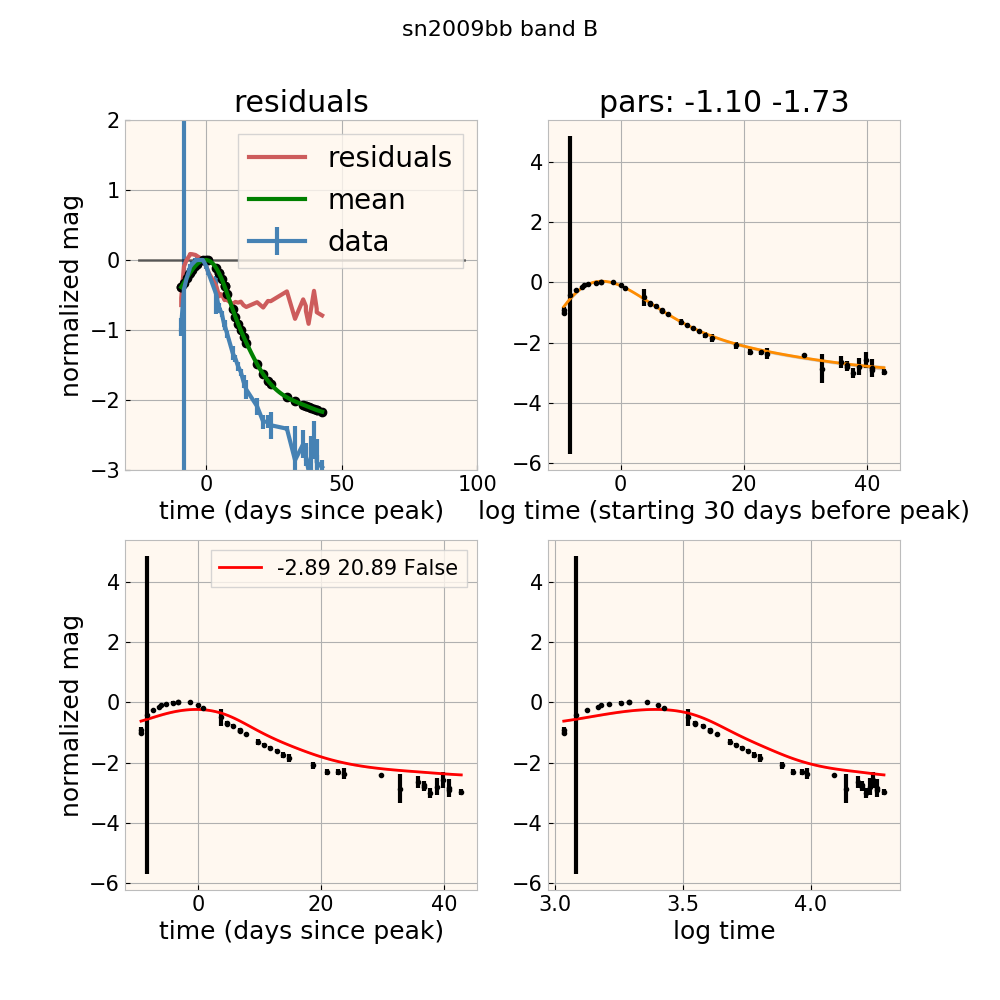 sn2009bb band B
residuals
pars: -1.10 -1.73
normalized mag
2
1
0
−1
−2
−3
residuals
mean
data
0
50
100
time (days since peak)
4
2
0
−2
−4
−6
0
20
40
log time (starting 30 days before peak)
normalized mag
4
2
0
−2
−4
−6
-2.89 20.89 False
0
20
40
time (days since peak)
4
2
0
−2
−4
−6
3.0
3.5
4.0
log time